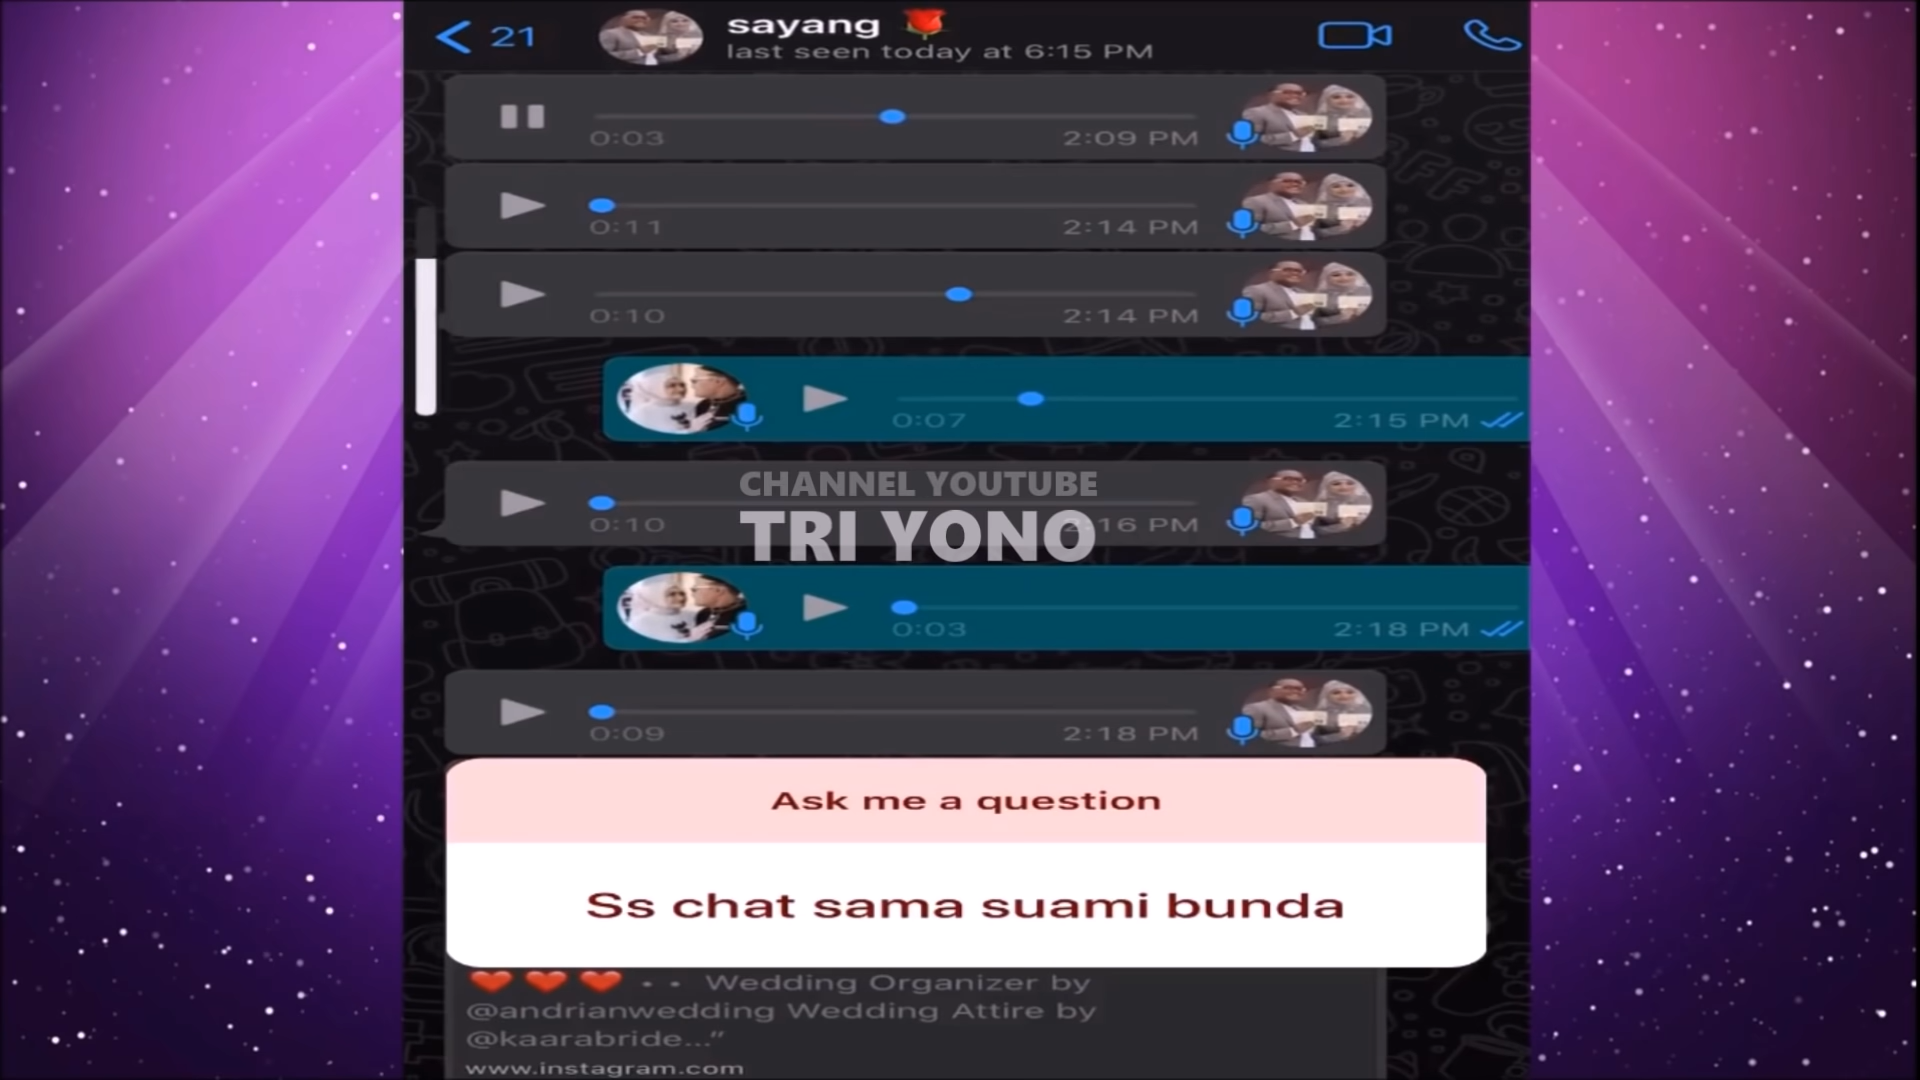 21
sayang
last seen today at 6:15 PM
0:03 2:09 PM
0:11 2:14 PM
0:10 2:14 PM
0:07 2:15 PM
CHANNEL YOUTUBE
TRI YONO
0:10 2:16 PM
0:03 2:18 PM
0:09 2:18 PM
Ask me a question
Ss chat sama suami bunda
❤️ ❤️ ❤️ • • Wedding Organizer by
@andrianwedding Wedding Attire by
@kaarabride...”
www.instagram.com